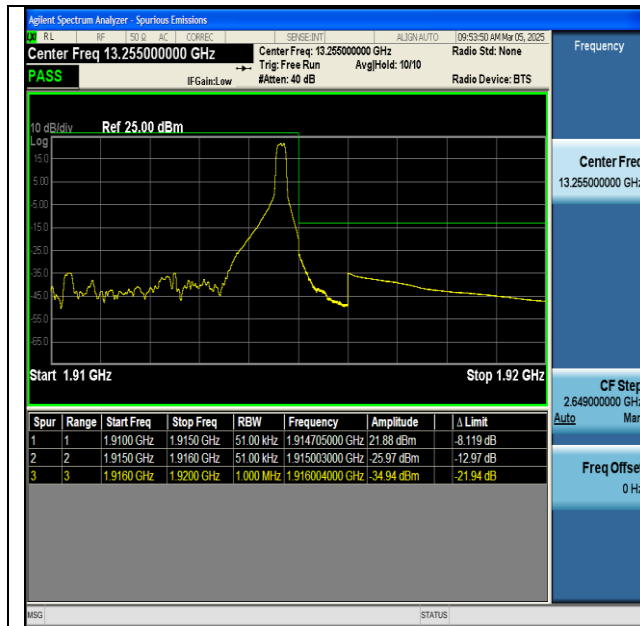 Agilent Spectrum Analyzer - Spurious Emissions
RL RF 50 Ω AC CORREC SENSE:INT ALIGN AUTO 09:53:50 AM Mar 05, 2025
Center Freq 13.255000000 GHz Center Freq: 13.255000000 GHz Radio Std: None
Trig: Free Run Avg|Hold: 10/10
PASS IFGain:Low #Atten: 40 dB Radio Device: BTS
10 dB/div Ref 25.00 dBm
Log
15.0
5.00
-5.00
-15.0
-25.0
-35.0
-45.0
-55.0
-65.0
Start 1.91 GHz Stop 1.92 GHz
Spur Range Start Freq Stop Freq RBW Frequency Amplitude Δ Limit
1 1 1.9100 GHz 1.9150 GHz 51.00 kHz 1.914705000 GHz 21.88 dBm -8.119 dB
2 2 1.9150 GHz 1.9160 GHz 51.00 kHz 1.915003000 GHz -25.97 dBm -12.97 dB
3 3 1.9160 GHz 1.9200 GHz 1.000 MHz 1.916004000 GHz -34.94 dBm -21.94 dB
Frequency
Center Freq
13.255000000 GHz
CF Step
2.649000000 GHz
Auto Man
Freq Offset
0 Hz
MSG STATUS